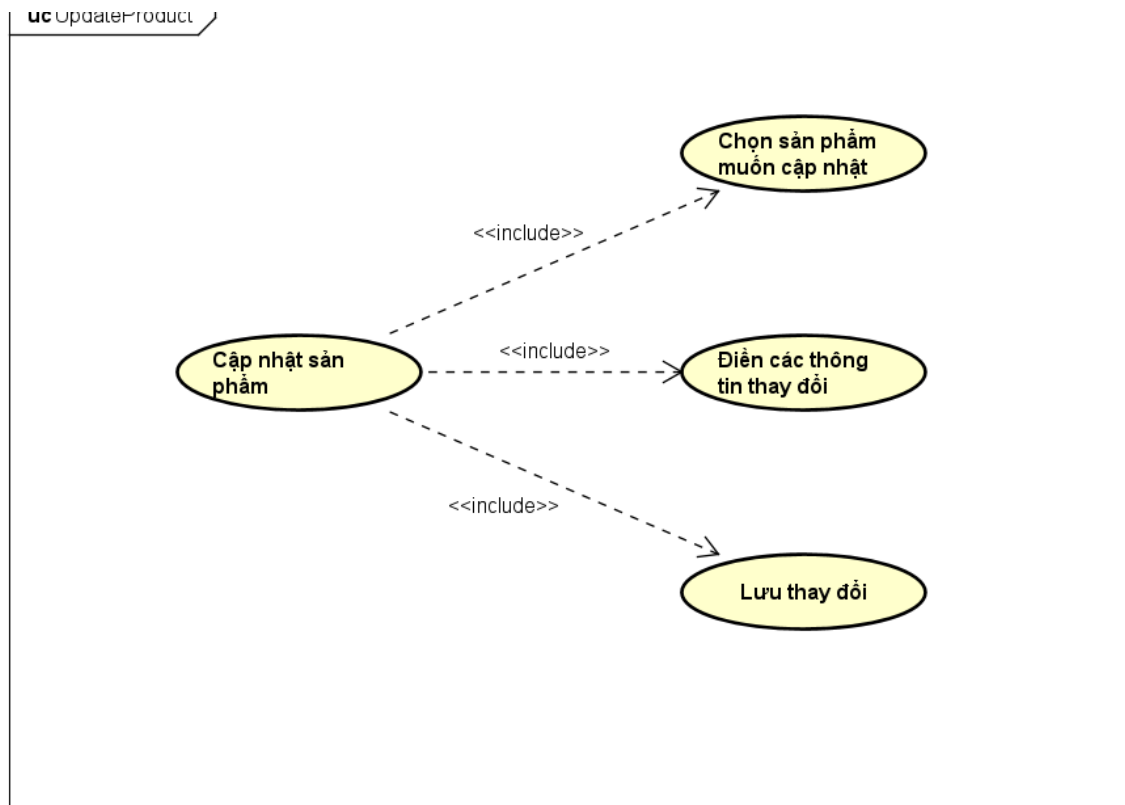 uc UpdateProduct
Chọn sản phẩm
muốn cập nhật
<<include>>
Cập nhật sản
phẩm
<<include>>
Điền các thông
tin thay đổi
<<include>>
Lưu thay đổi